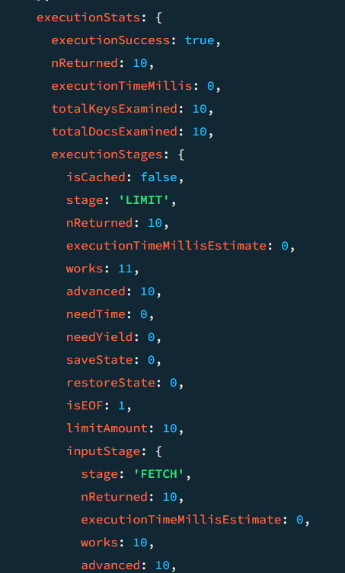 executionStats: {
executionSuccess: true,
nReturned: 10,
executionTimeMillis: 0,
totalKeysExamined: 10,
totalDocsExamined: 10,
executionStages: {
isCached: false,
stage: 'LIMIT',
nReturned: 10,
executionTimeMillisEstimate: 0,
works: 11,
advanced: 10,
needTime: 0,
needYield: 0,
saveState: 0,
restoreState: 0,
isEOF: 1,
limitAmount: 10,
inputStage: {
stage: 'FETCH',
nReturned: 10,
executionTimeMillisEstimate: 0,
works: 10,
advanced: 10,